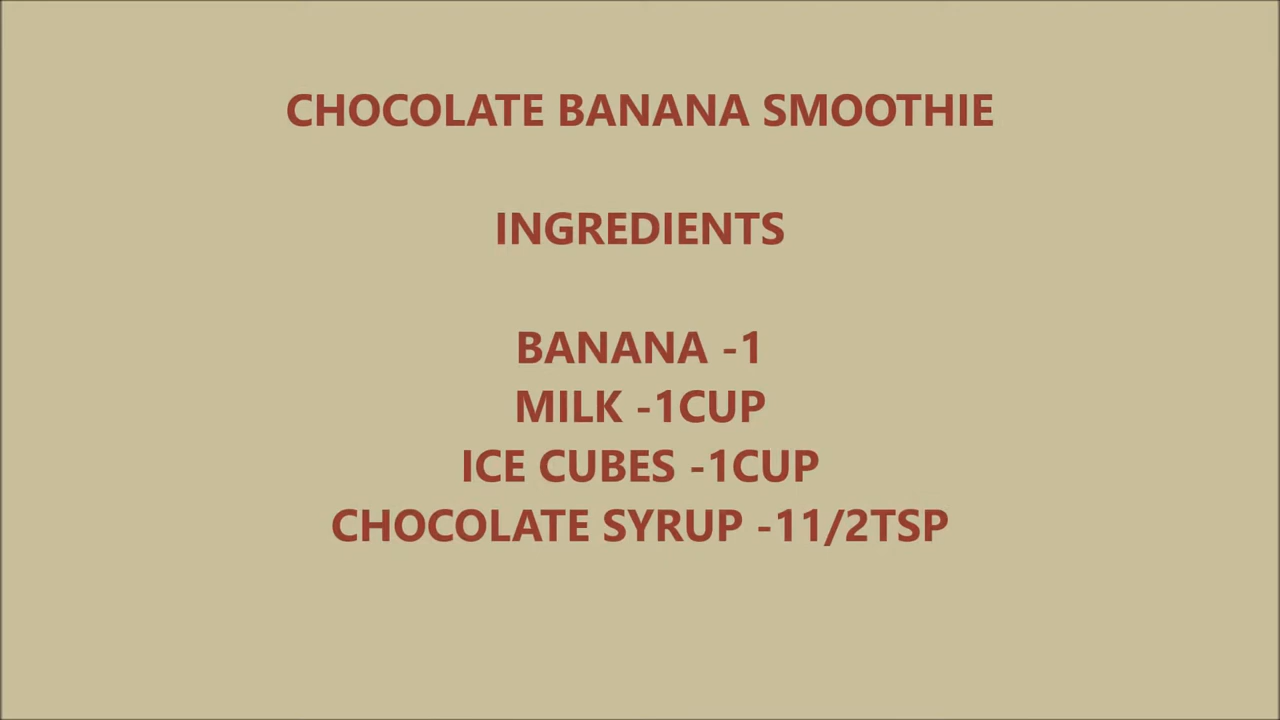 CHOCOLATE BANANA SMOOTHIE
INGREDIENTS
BANANA -1
MILK -1CUP
ICE CUBES -1CUP
CHOCOLATE SYRUP -11/2TSP